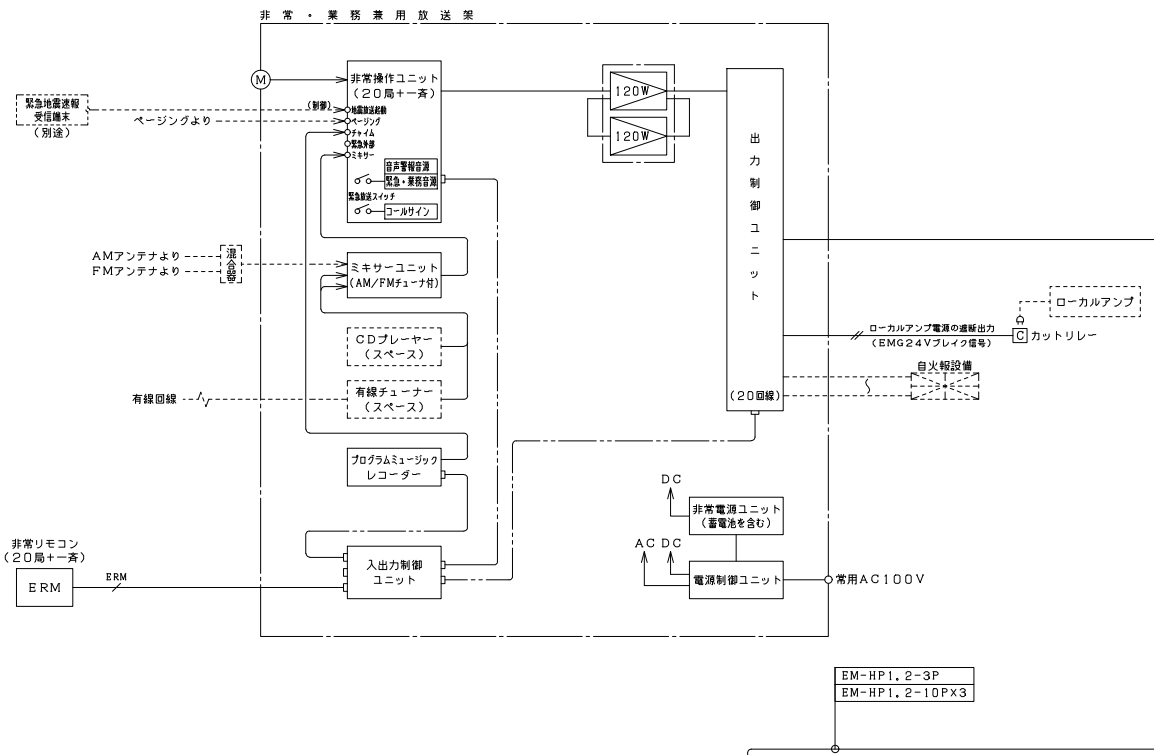 非常・業務兼用放送架
M
非常操作ユニット
(20局+一斉)
緊急地震速報
受信端末
(別途)
(制御)
地震放送起動
ページングより
ページング
チャイム
緊急外部
ミキサー
音声警報音源
緊急・業務音源
緊急放送スイッチ
コールサイン
120W
120W
出力制御ユニット
(20回線)
AMアンテナより
FMアンテナより
混合器
ミキサーユニット
(AM/FMチューナ付)
CDプレーヤー
(スペース)
有線回線
有線チューナー
(スペース)
プログラムミュージック
レコーダー
ローカルアンプ
ローカルアンプ電源の遮断出力
(EMG24Vブレイク信号)
C カットリレー
自火報設備
DC
非常電源ユニット
(蓄電池を含む)
AC DC
電源制御ユニット
常用AC100V
非常リモコン
(20局+一斉)
ERM
ERM
入出力制御
ユニット
EM-HP1.2-3P
EM-HP1.2-10P×3